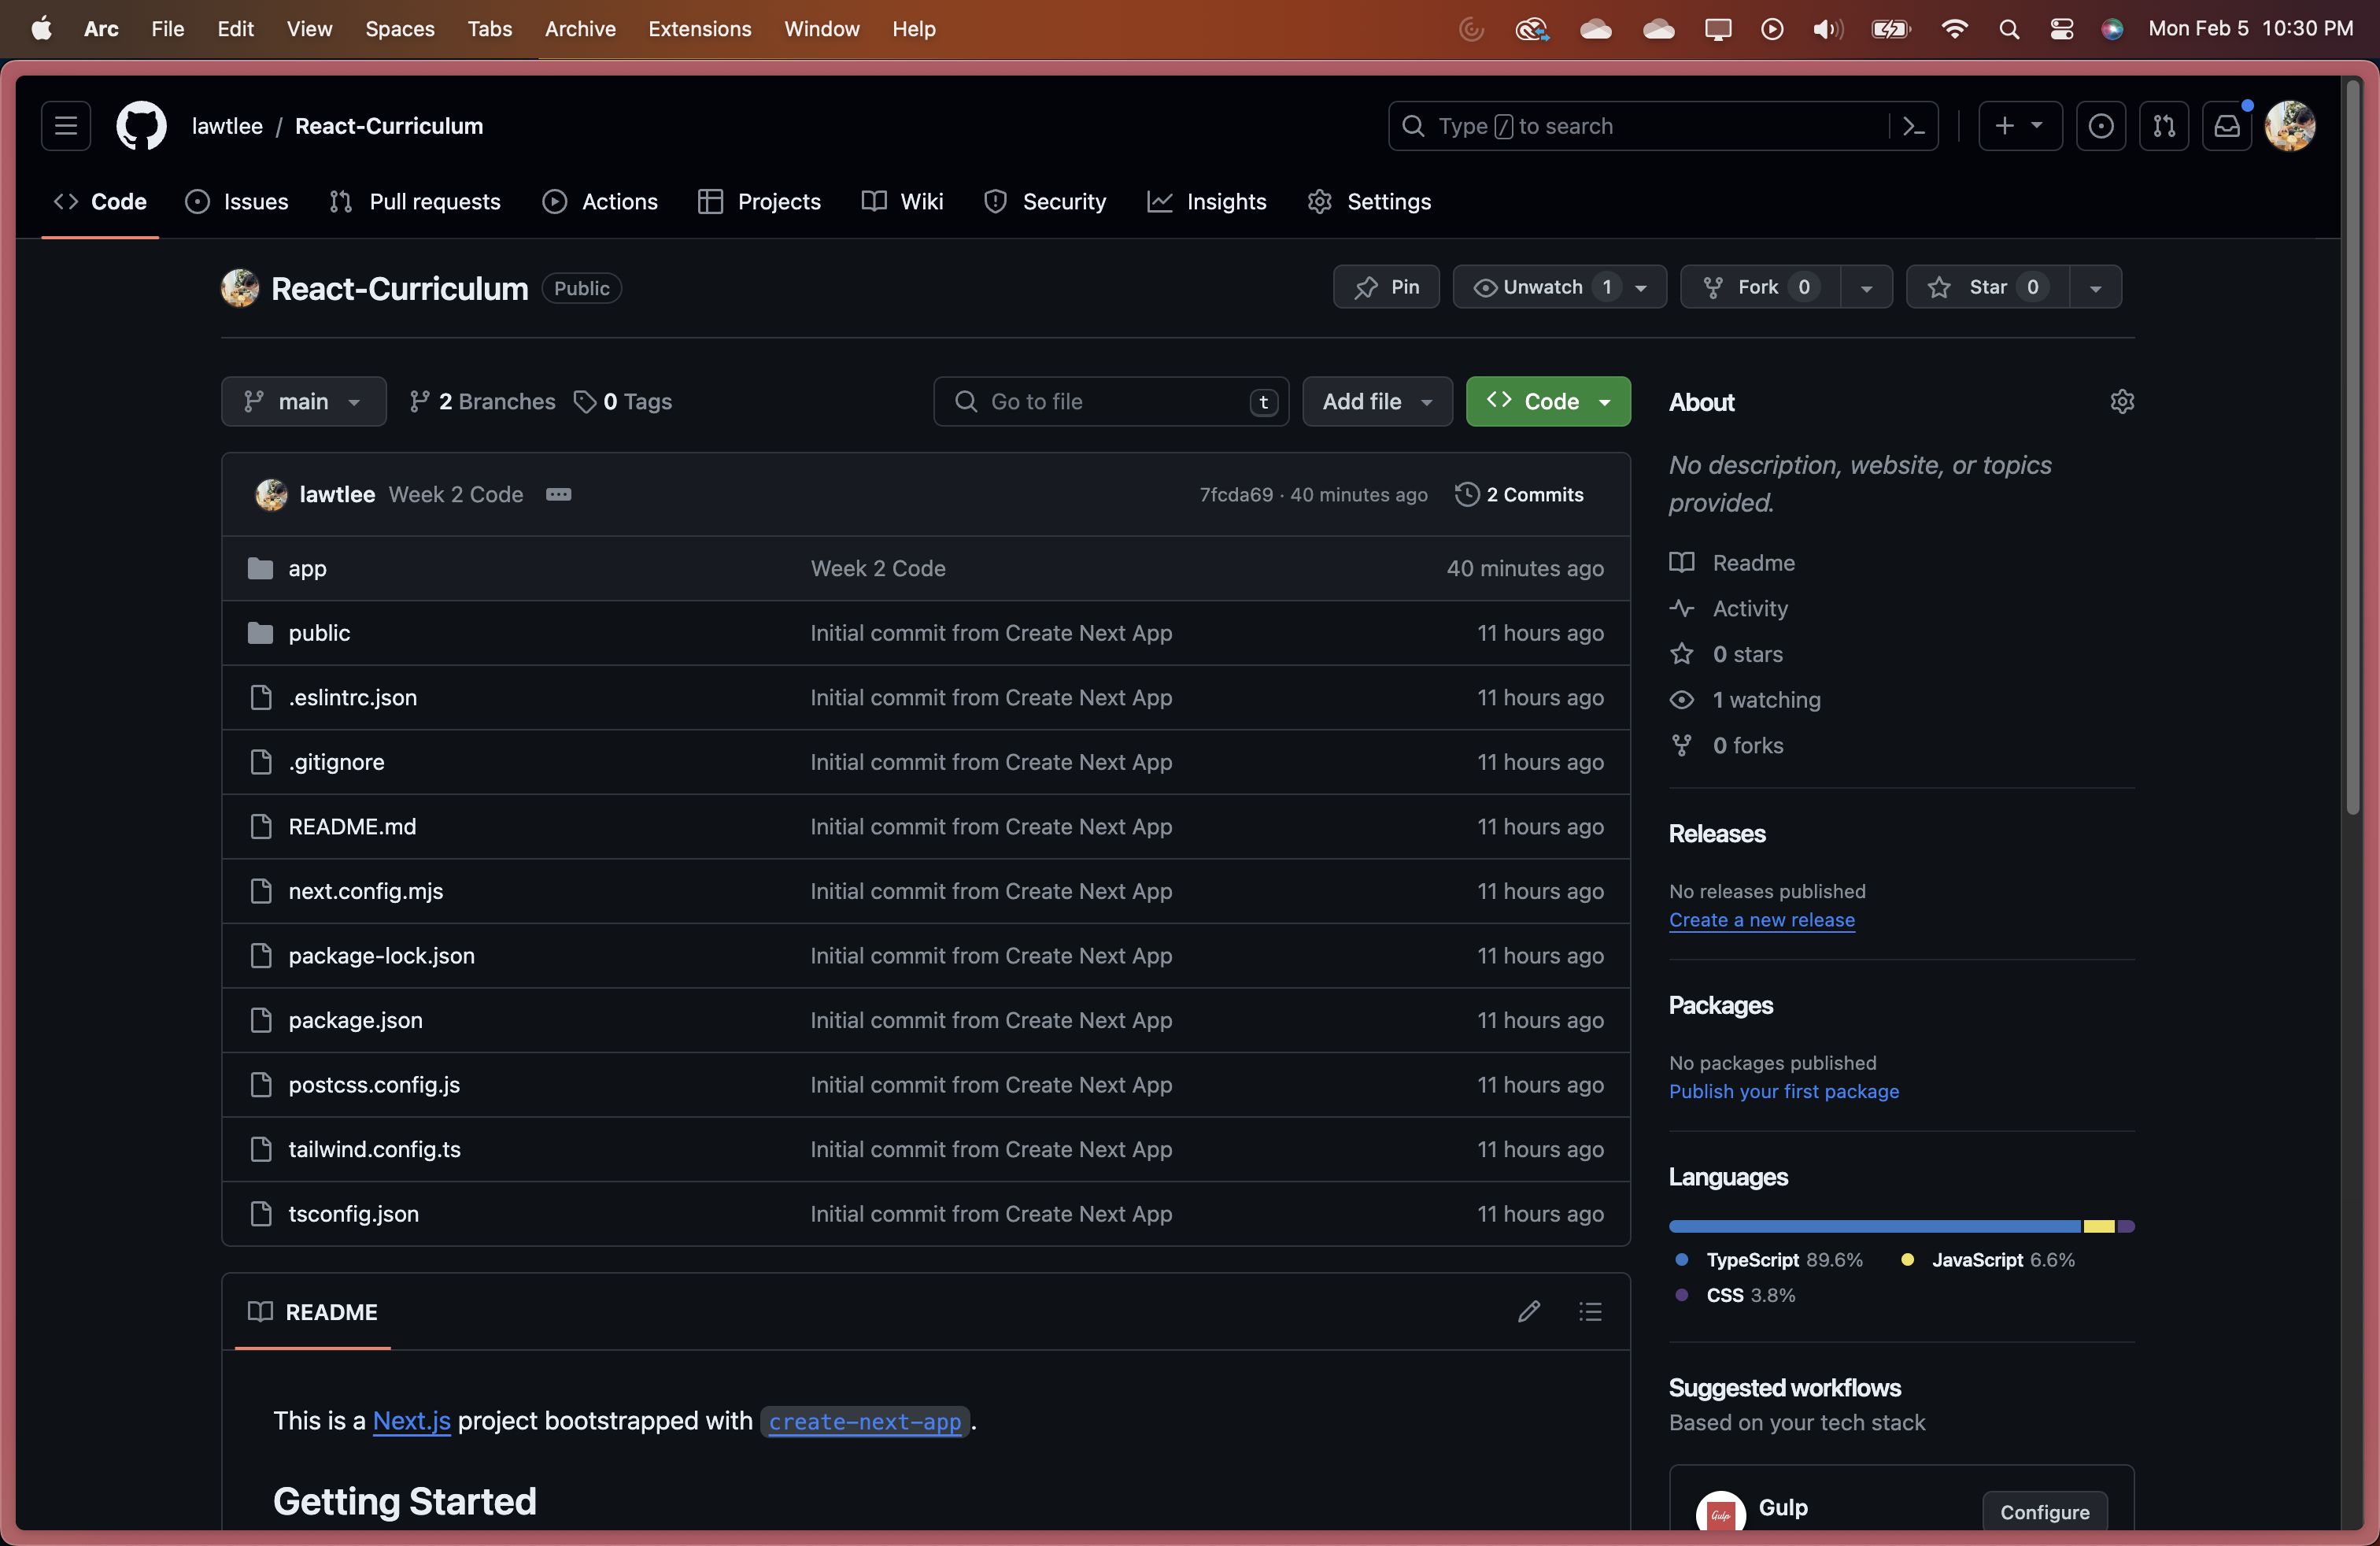 Arc File Edit View Spaces Tabs Archive Extensions Window Help Mon Feb 5 10:30 PM
lawtlee / React-Curriculum Type / to search
Code Issues Pull requests Actions Projects Wiki Security Insights Settings
React-Curriculum Public Pin Unwatch 1 Fork 0 Star 0
main 2 Branches 0 Tags Go to file t Add file Code
lawtlee Week 2 Code 7fcda69 · 40 minutes ago 2 Commits
app Week 2 Code 40 minutes ago
public Initial commit from Create Next App 11 hours ago
.eslintrc.json Initial commit from Create Next App 11 hours ago
.gitignore Initial commit from Create Next App 11 hours ago
README.md Initial commit from Create Next App 11 hours ago
next.config.mjs Initial commit from Create Next App 11 hours ago
package-lock.json Initial commit from Create Next App 11 hours ago
package.json Initial commit from Create Next App 11 hours ago
postcss.config.js Initial commit from Create Next App 11 hours ago
tailwind.config.ts Initial commit from Create Next App 11 hours ago
tsconfig.json Initial commit from Create Next App 11 hours ago
README
This is a Next.js project bootstrapped with create-next-app.
Getting Started
About
No description, website, or topics
provided.
Readme
Activity
0 stars
1 watching
0 forks
Releases
No releases published
Create a new release
Packages
No packages published
Publish your first package
Languages
TypeScript 89.6% JavaScript 6.6%
CSS 3.8%
Suggested workflows
Based on your tech stack
Gulp Gulp Configure